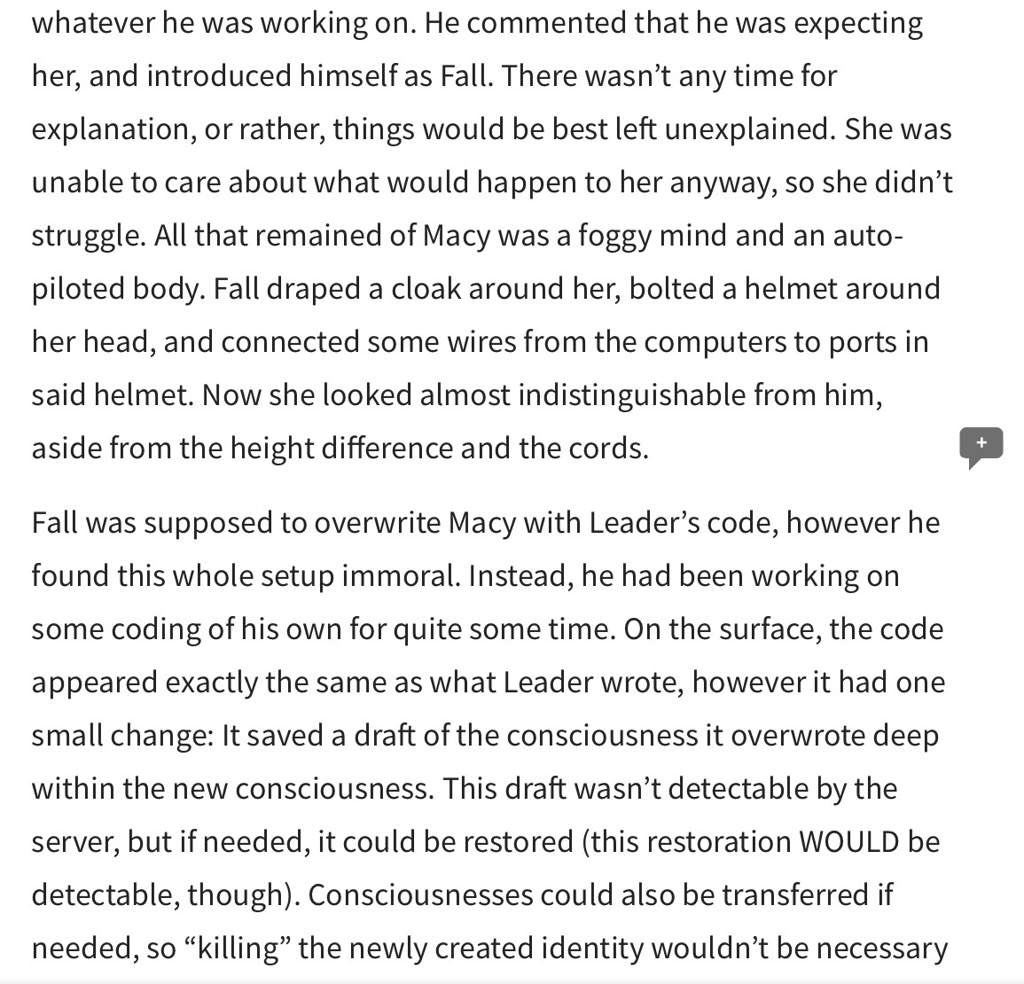 whatever he was working on. He commented that he was expecting
her, and introduced himself as Fall. There wasn’t any time for
explanation, or rather, things would be best left unexplained. She was
unable to care about what would happen to her anyway, so she didn’t
struggle. All that remained of Macy was a foggy mind and an auto-
piloted body. Fall draped a cloak around her, bolted a helmet around
her head, and connected some wires from the computers to ports in
said helmet. Now she looked almost indistinguishable from him,
aside from the height difference and the cords.
+
Fall was supposed to overwrite Macy with Leader’s code, however he
found this whole setup immoral. Instead, he had been working on
some coding of his own for quite some time. On the surface, the code
appeared exactly the same as what Leader wrote, however it had one
small change: It saved a draft of the consciousness it overwrote deep
within the new consciousness. This draft wasn’t detectable by the
server, but if needed, it could be restored (this restoration WOULD be
detectable, though). Consciousnesses could also be transferred if
needed, so “killing” the newly created identity wouldn’t be necessary